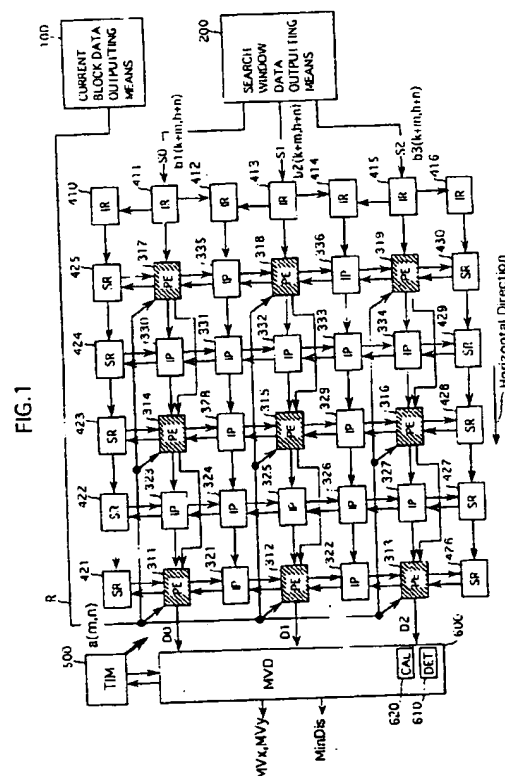 FIG. 1
100
CURRENT
BLOCK DATA
OUTPUTTING
MEANS
200
SEARCH
WINDOW
DATA
OUTPUTTING
MEANS
S0
b1(k+m,h+n)
S1
b2(k+m,h+n)
S2
b3(k+m,h+n)
410 IR
411 IR
412 IR
413 IR
414 IR
415 IR
416 IR
425 SR
317 PE
335 IP
318 PE
336 IP
319 PE
430 SR
424 SR
330 IP
331 IP
332 IP
333 IP
334 IP
429 SR
423 SR
314 PE
328 IP
315 PE
329 IP
316 PE
428 SR
422 SR
323 IP
324 IP
325 IP
326 IP
327 IP
427 SR
421 SR
311 PE
321 IP
312 PE
322 IP
313 PE
426 SR
R
a(m,n)
D0
D1
D2
500
TIM
600
MVD
CAL
DET
620
610
MVx,MVy
MinDis
Horizontal Direction